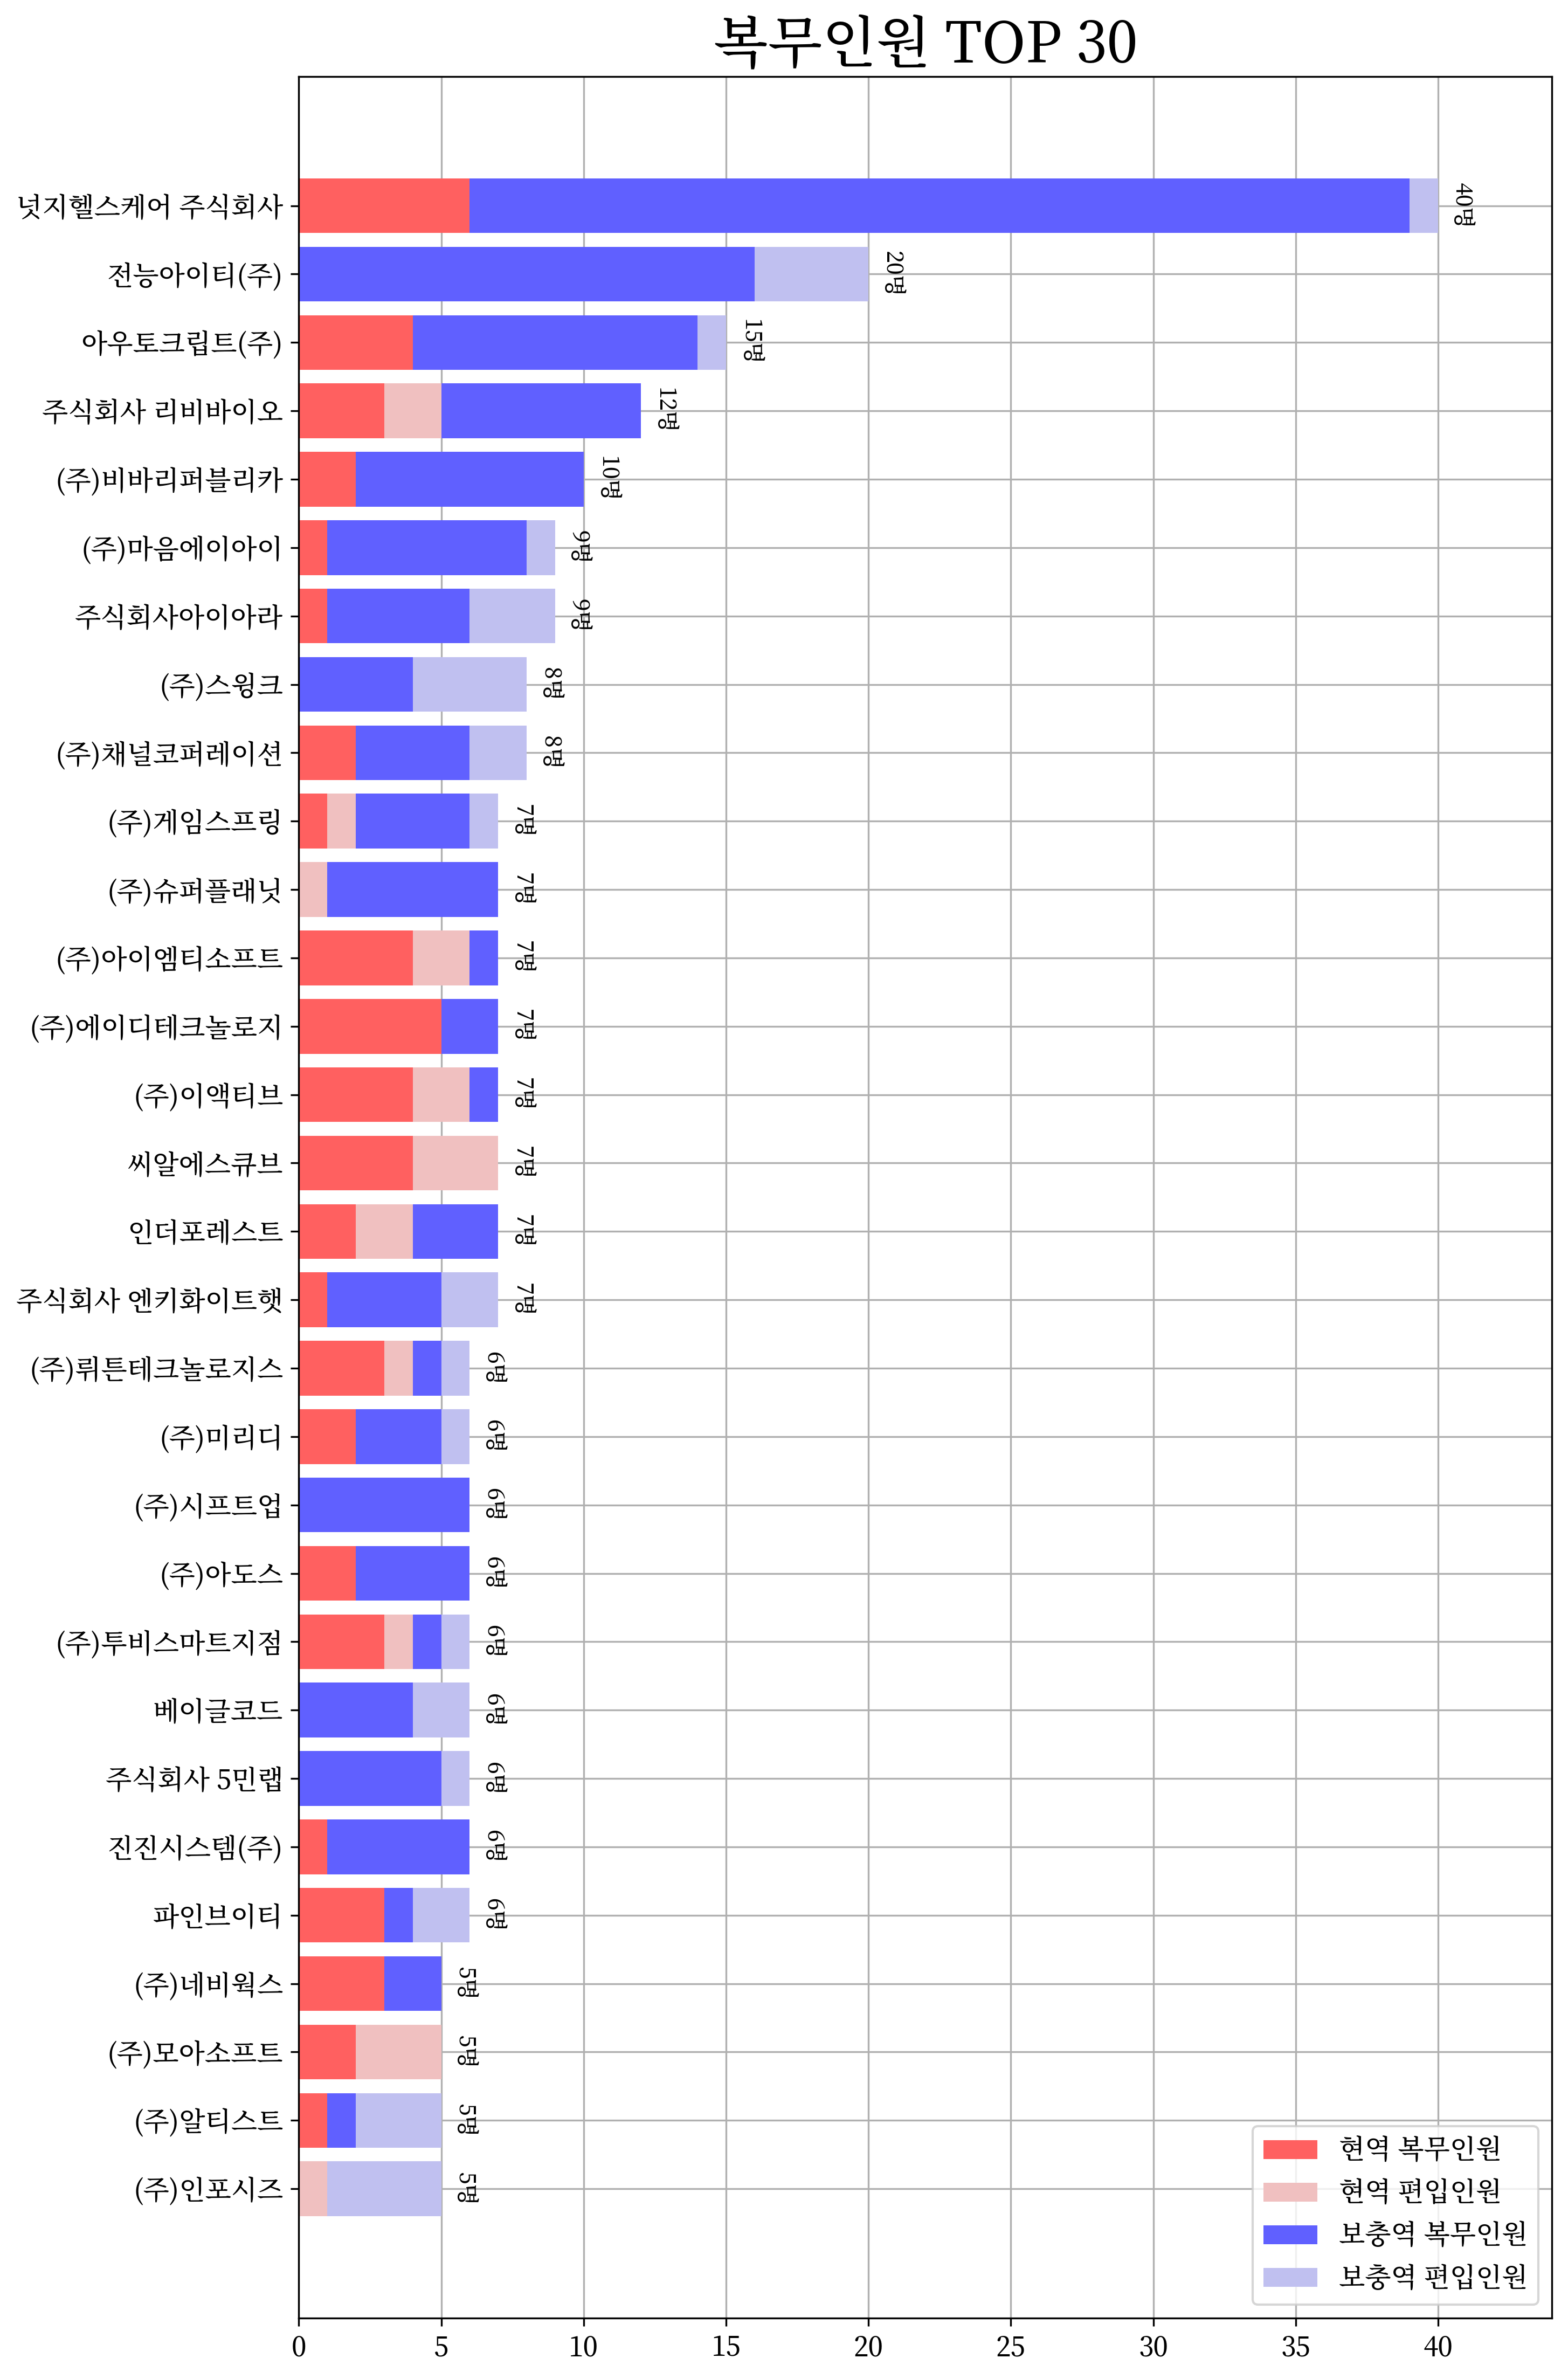 복무인원 TOP 30
넛지헬스케어 주식회사
40명
전능아이티(주)
20명
아우토크립트(주)
15명
주식회사 리비바이오
12명
(주)비바리퍼블리카
10명
(주)마음에이아이
9명
주식회사아이아라
9명
(주)스윙크
8명
(주)채널코퍼레이션
8명
(주)게임스프링
7명
(주)슈퍼플래닛
7명
(주)아이엠티소프트
7명
(주)에이디테크놀로지
7명
(주)이액티브
7명
씨알에스큐브
7명
인더포레스트
7명
주식회사 엔키화이트햇
7명
(주)뤼튼테크놀로지스
6명
(주)미리디
6명
(주)시프트업
6명
(주)아도스
6명
(주)투비스마트지점
6명
베이글코드
6명
주식회사 5민랩
6명
진진시스템(주)
6명
파인브이티
6명
(주)네비웍스
5명
(주)모아소프트
5명
(주)알티스트
5명
(주)인포시즈
5명
현역 복무인원
현역 편입인원
보충역 복무인원
보충역 편입인원
0 5 10 15 20 25 30 35 40